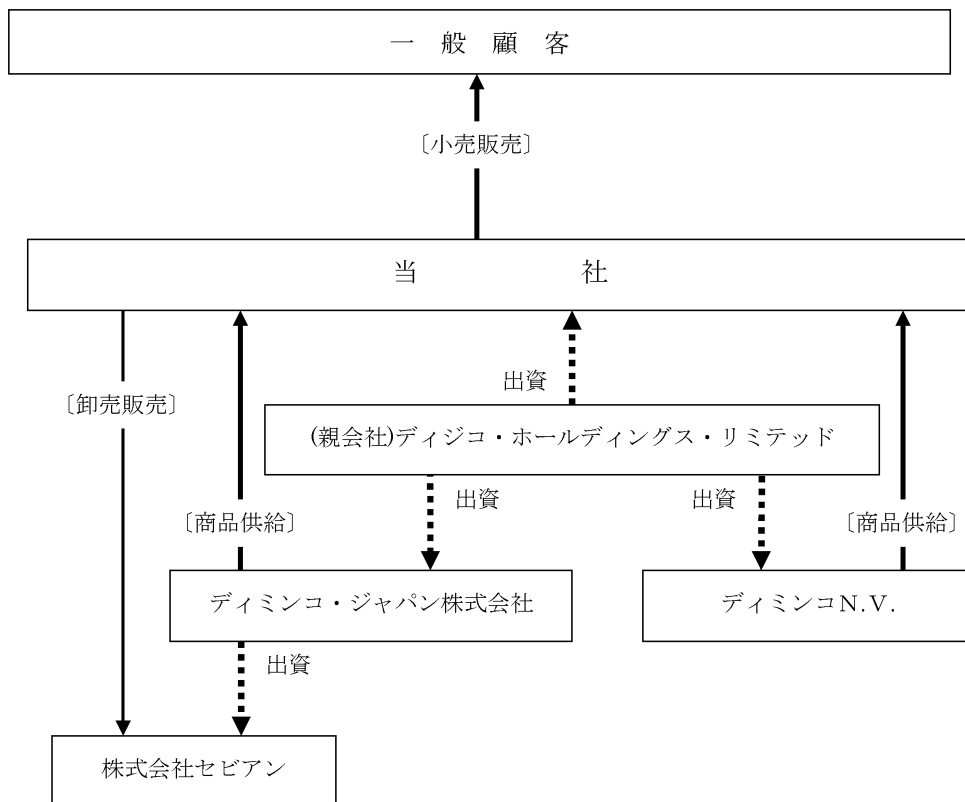 一 般 顧 客
〔小売販売〕
当 社
出資
〔卸売販売〕
(親会社)ディジコ・ホールディングス・リミテッド
出資
出資
〔商品供給〕
〔商品供給〕
ディミンコ・ジャパン株式会社
ディミンコN.V.
出資
株式会社セビアン